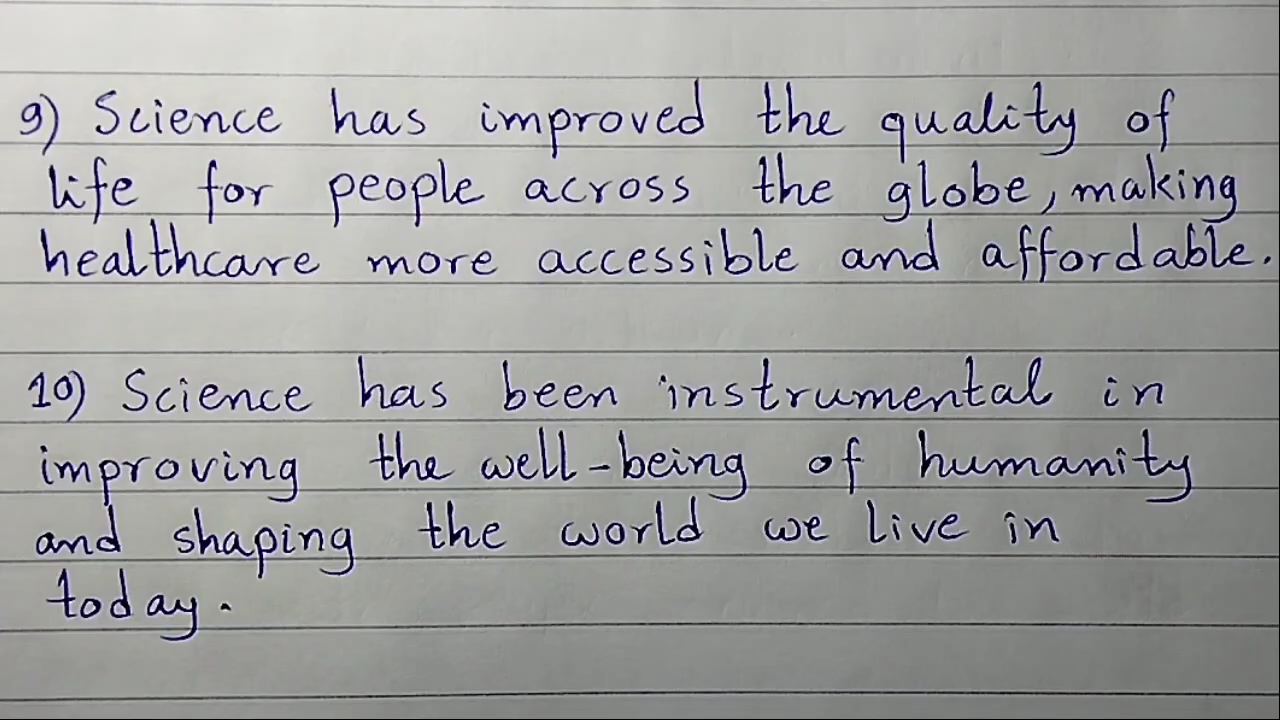 9) Science has improved the quality of
life for people across the globe, making
healthcare more accessible and affordable.
10) Science has been instrumental in
improving the well-being of humanity
and shaping the world we live in
today.